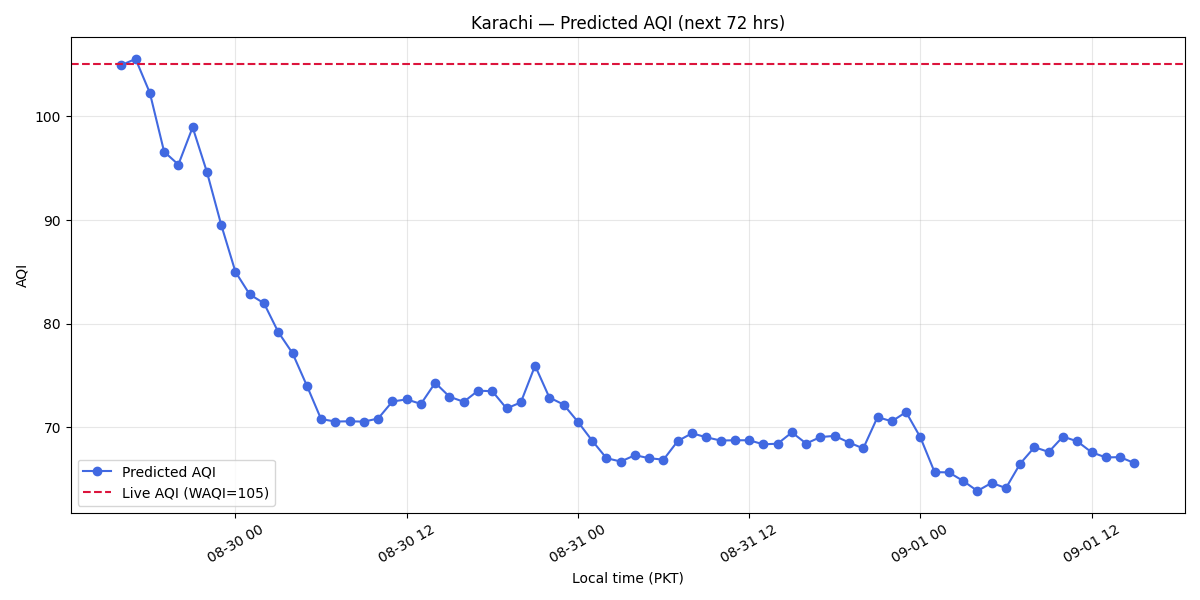 Karachi — Predicted AQI (next 72 hrs)
AQI
100
90
80
70
Predicted AQI
Live AQI (WAQI=105)
08-30 00
08-30 12
08-31 00
08-31 12
09-01 00
09-01 12
Local time (PKT)